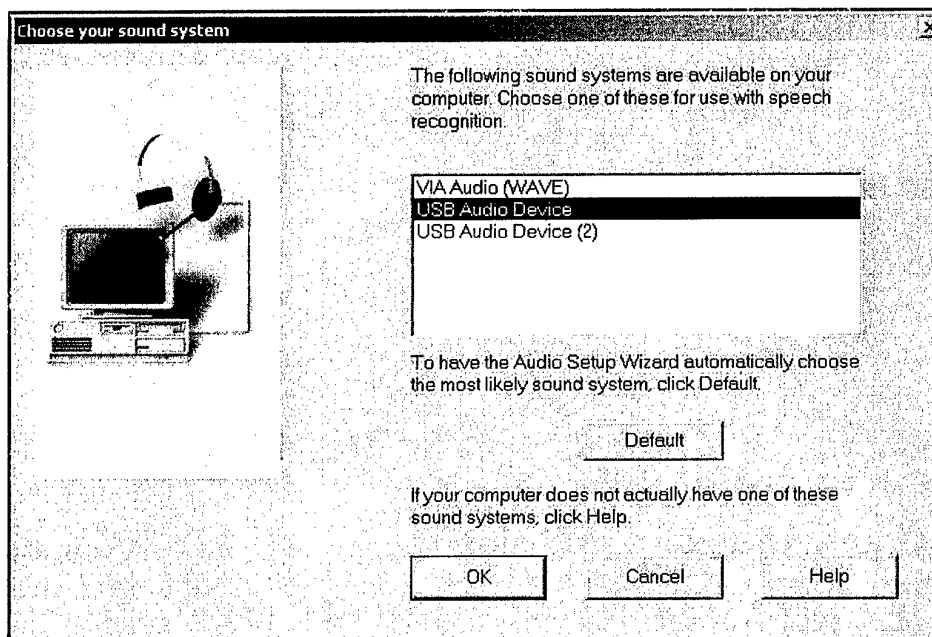 Choose your sound system
The following sound systems are available on your
computer. Choose one of these for use with speech
recognition.
VIA Audio (WAVE)
USB Audio Device
USB Audio Device (2)
To have the Audio Setup Wizard automatically choose
the most likely sound system, click Default.
Default
If your computer does not actually have one of these
sound systems, click Help.
OK Cancel Help